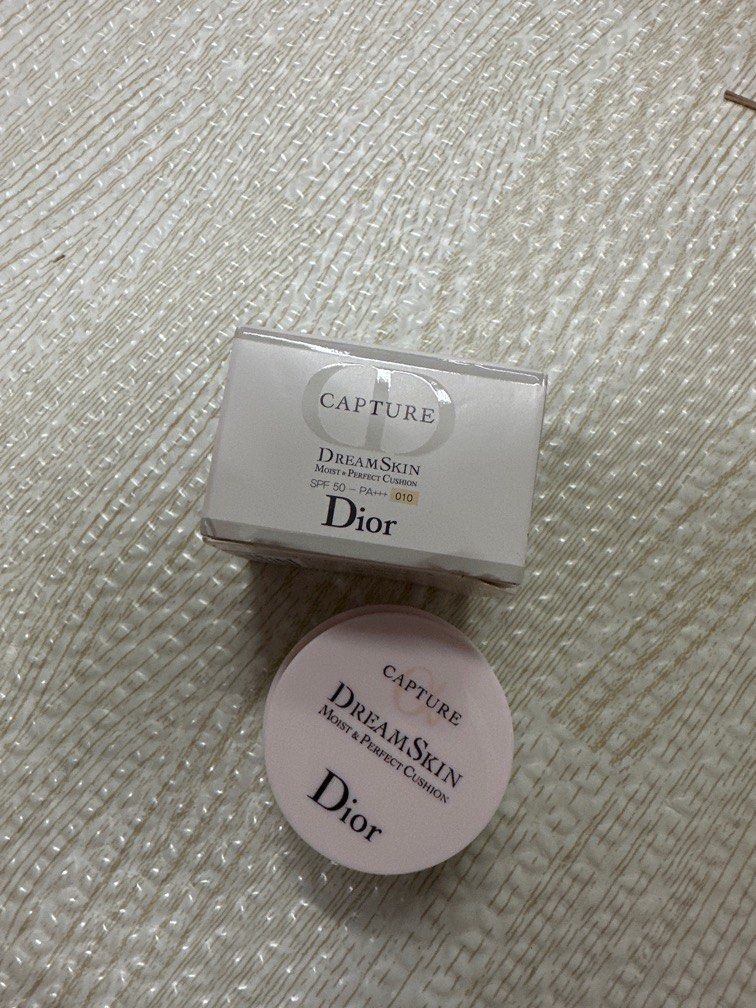 CAPTURE
DREAMSKIN
MOIST & PERFECT CUSHION
SPF 50 – PA+++ 010
Dior
CAPTURE
DREAMSKIN
MOIST & PERFECT CUSHION
Dior